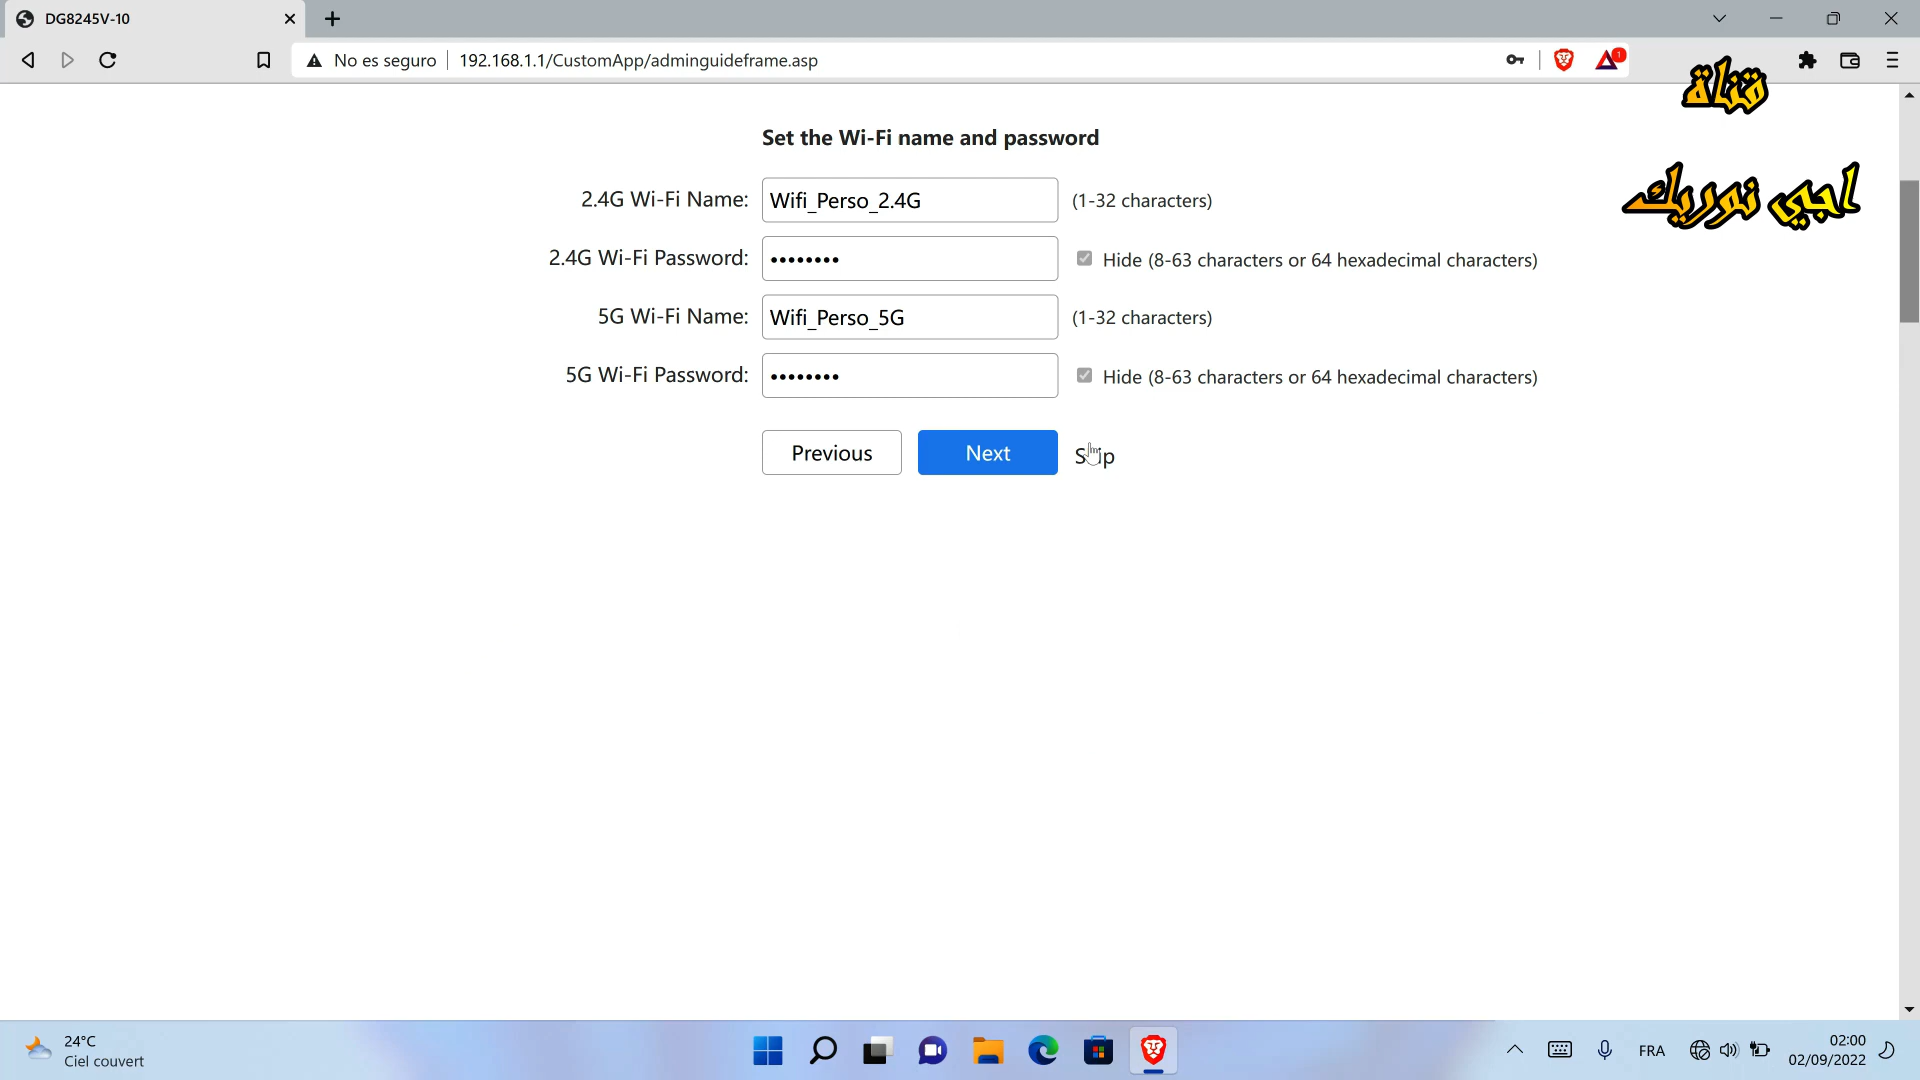 DG8245V-10
No es seguro
192.168.1.1/CustomApp/adminguideframe.asp
1
قناة
اجي نوريك
Set the Wi-Fi name and password
2.4G Wi-Fi Name:
Wifi_Perso_2.4G
(1-32 characters)
2.4G Wi-Fi Password:
••••••••
Hide (8-63 characters or 64 hexadecimal characters)
5G Wi-Fi Name:
Wifi_Perso_5G
(1-32 characters)
5G Wi-Fi Password:
••••••••
Hide (8-63 characters or 64 hexadecimal characters)
Previous
Next
24°C
Ciel couvert
FRA
02:00
02/09/2022